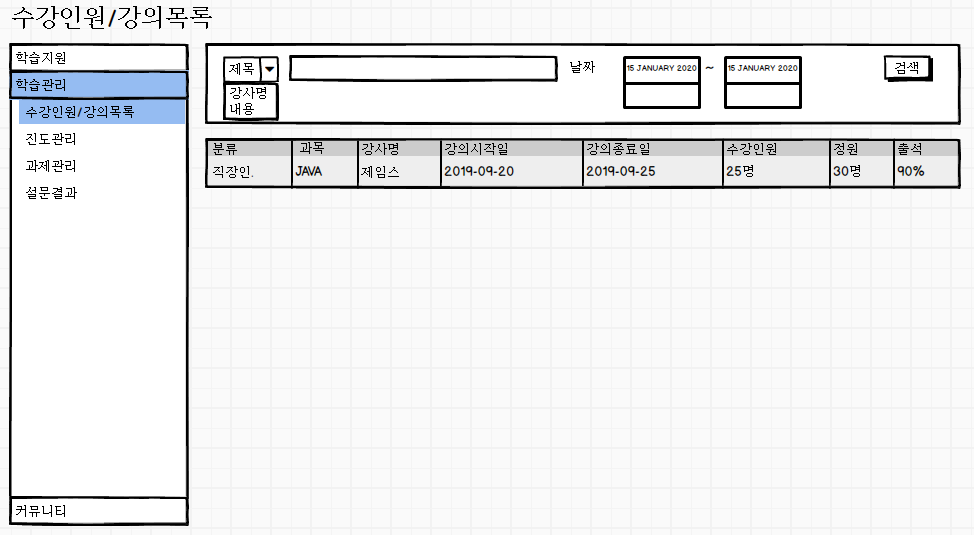 수강인원/강의목록
학습지원
학습관리
수강인원/강의목록
진도관리
과제관리
설문결과
커뮤니티
제목 날짜 15 JANUARY 2020 ~ 15 JANUARY 2020 검색
강사명
내용
분류 과목 강사명 강의시작일 강의종료일 수강인원 정원 출석
직장인. JAVA 제임스 2019-09-20 2019-09-25 25명 30명 90%